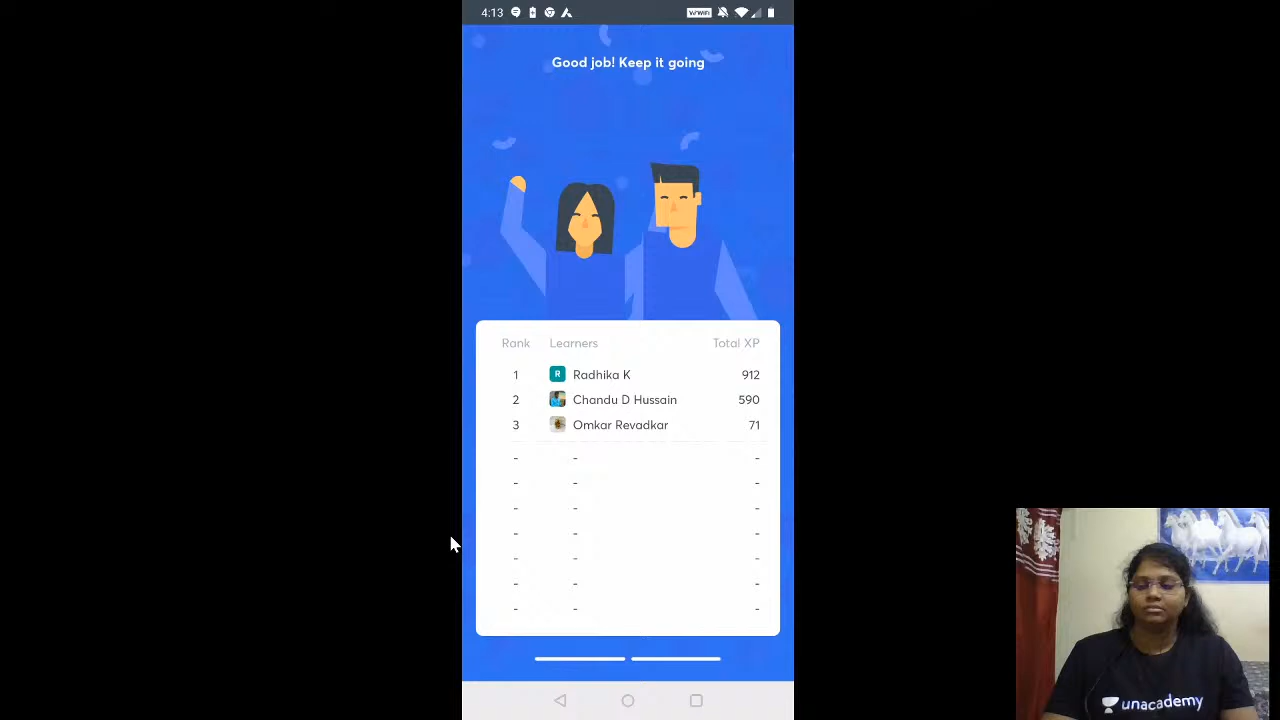 4:13
Good job! Keep it going
Rank Learners Total XP
1 R Radhika K 912
2 Chandu D Hussain 590
3 Omkar Revadkar 71
- - -
- - -
- - -
- - -
- - -
- - -
- - -
unacademy